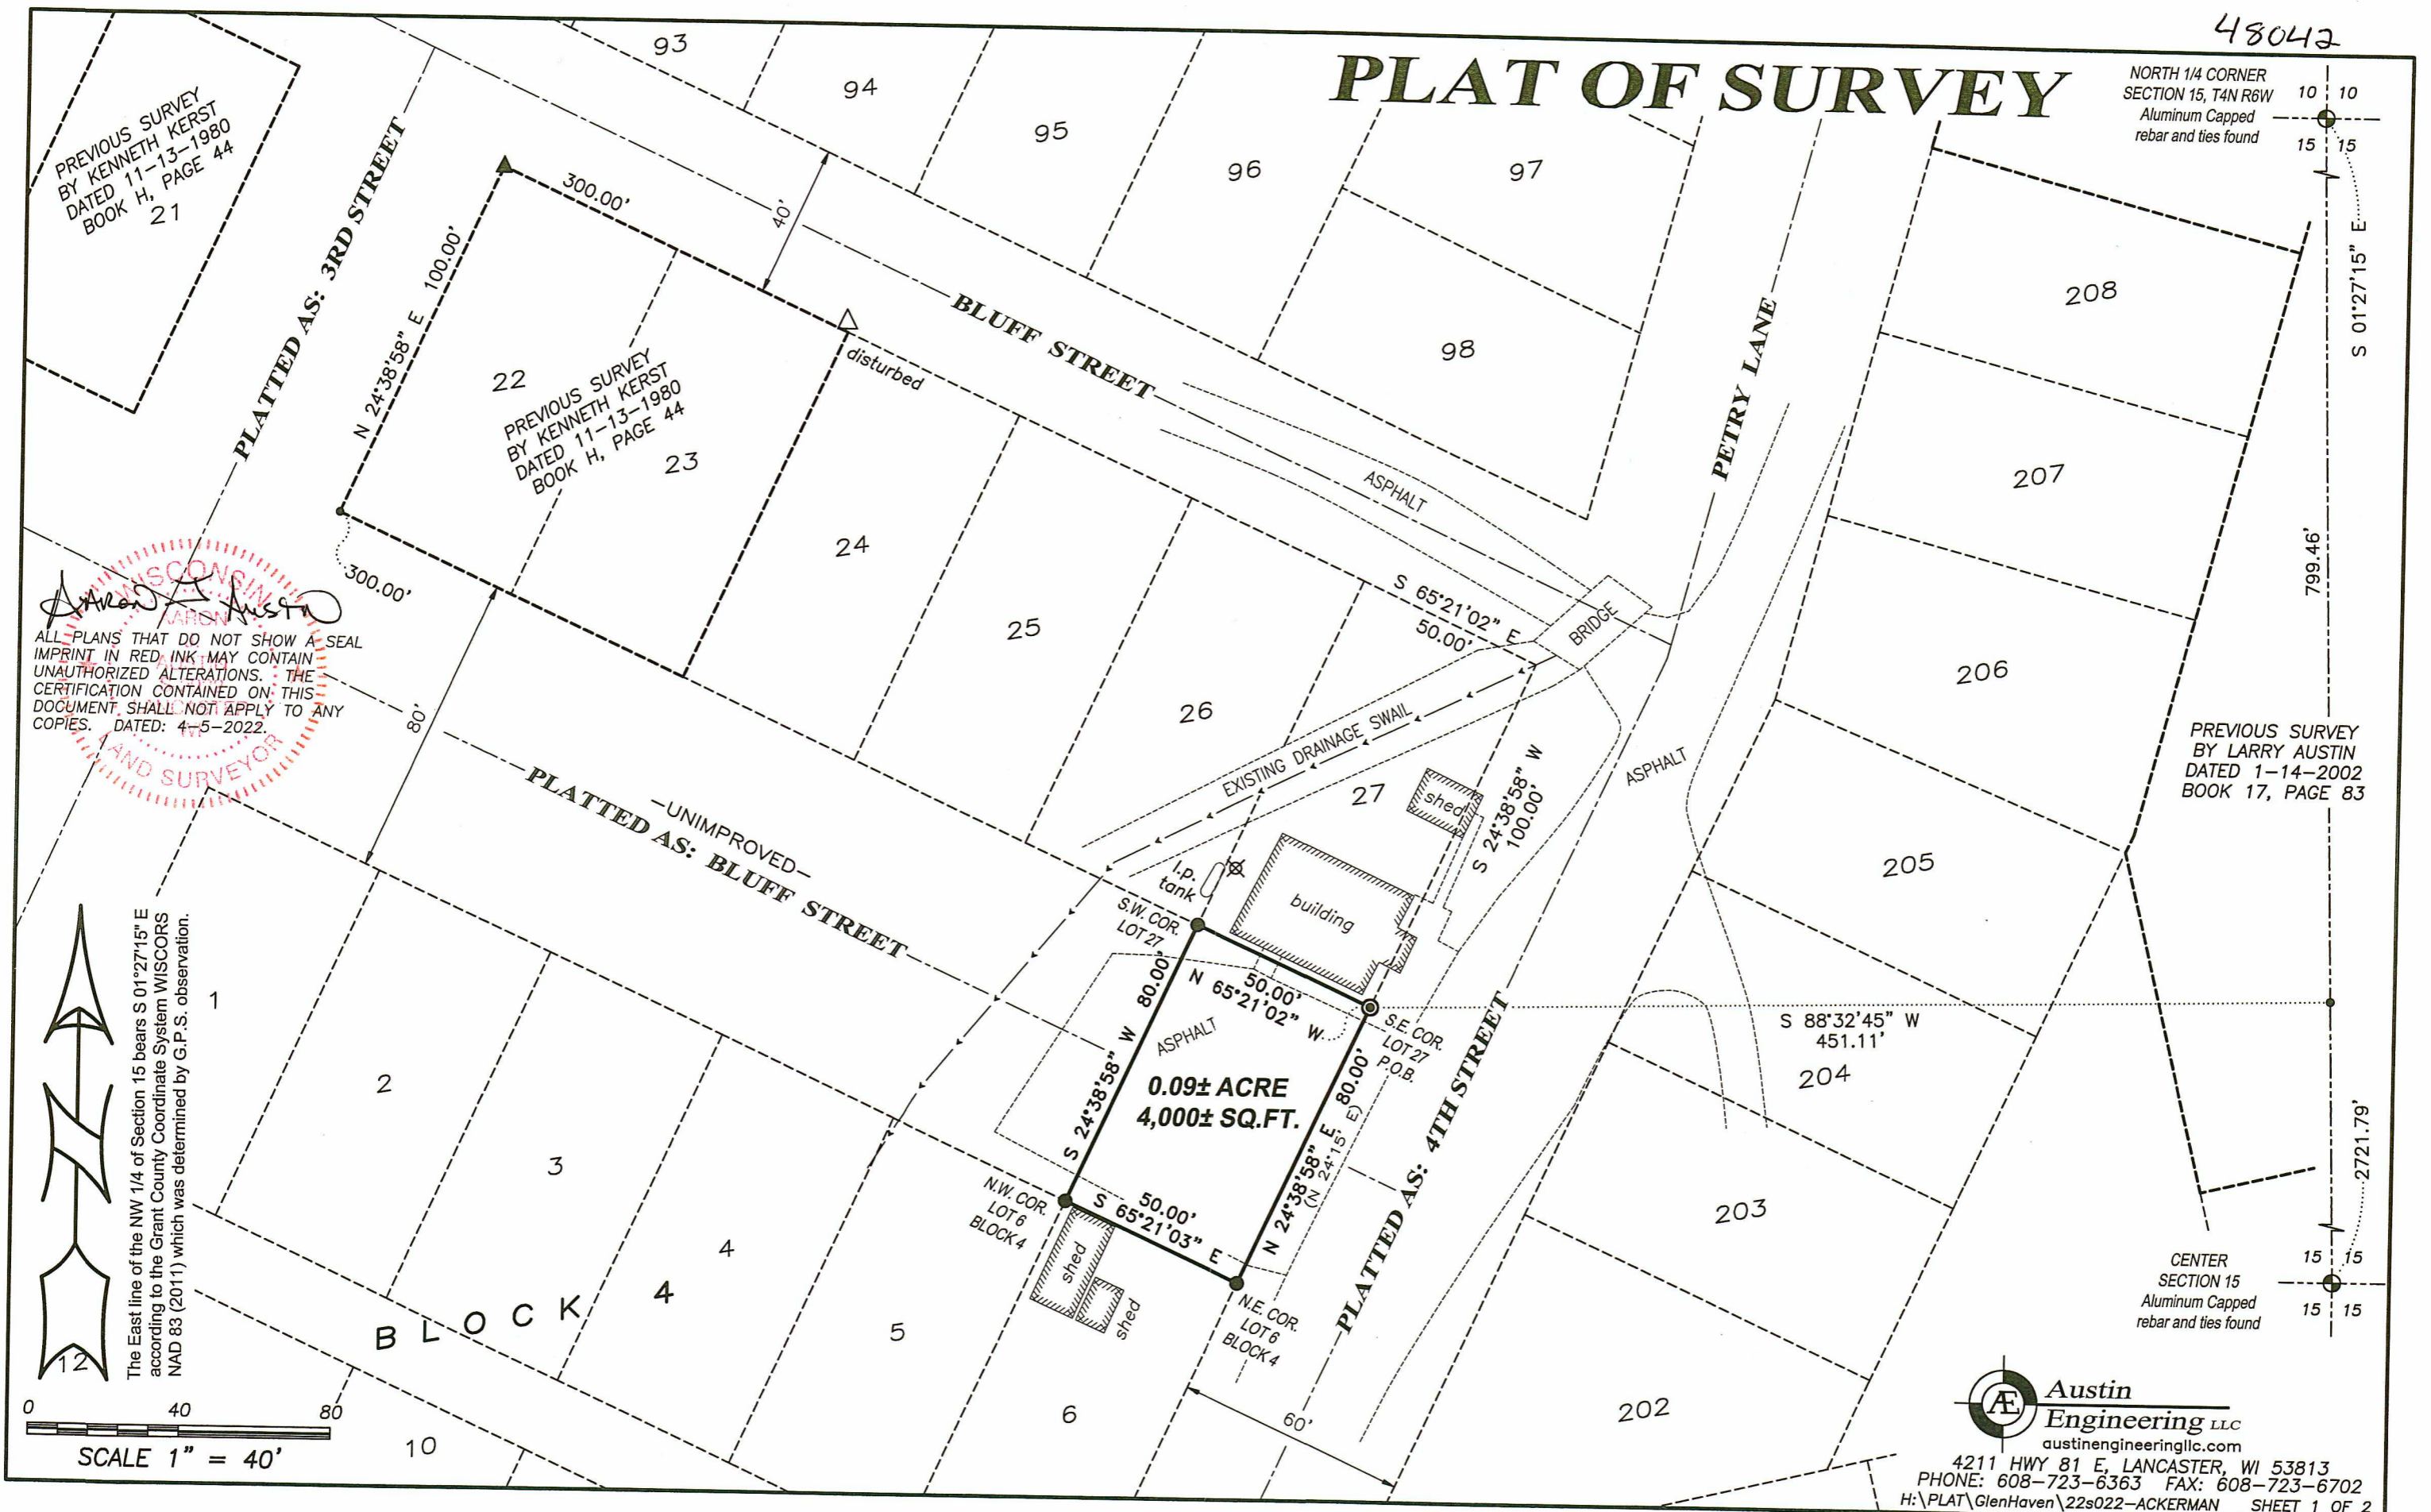 48042
PLAT OF SURVEY
NORTH 1/4 CORNER
SECTION 15, T4N R6W
Aluminum Capped
rebar and ties found
10 10
15 15
S 01°27'15" E
799.46'
PREVIOUS SURVEY
BY KENNETH KERST
DATED 11-13-1980
BOOK H, PAGE 44
21
PLATTED AS: 3RD STREET
93
94
95
96
97
98
300.00'
40'
N 24°38'58" E 100.00'
22
PREVIOUS SURVEY
BY KENNETH KERST
DATED 11-13-1980
BOOK H, PAGE 44
23
disturbed
BLUFF STREET
ASPHALT
PETRY LANE
208
207
206
205
204
203
202
24
25
26
27
S 65°21'02" E
50.00'
BRIDGE
EXISTING DRAINAGE SWAIL
shed
S 24°38'58" W
100.00'
ASPHALT
PREVIOUS SURVEY
BY LARRY AUSTIN
DATED 1-14-2002
BOOK 17, PAGE 83
300.00'
80'
Aaron J Austin
WISCONSIN
AARON
AUSTIN
LANCASTER
WI
LAND SURVEYOR
ALL PLANS THAT DO NOT SHOW A SEAL
IMPRINT IN RED INK MAY CONTAIN
UNAUTHORIZED ALTERATIONS. THE
CERTIFICATION CONTAINED ON THIS
DOCUMENT SHALL NOT APPLY TO ANY
COPIES. DATED: 4-5-2022.
-UNIMPROVED-
PLATTED AS: BLUFF STREET
l.p.
tank
building
S.W. COR.
LOT 27
50.00'
N 65°21'02" W
S 24°38'58" W 80.00'
ASPHALT
0.09± ACRE
4,000± SQ.FT.
S.E. COR.
LOT 27
P.O.B.
N 24°38'58" E 80.00'
(N 24°15' E)
S 88°32'45" W
451.11'
PLATTED AS: 4TH STREET
N.W. COR.
LOT 6
BLOCK 4
50.00'
S 65°21'03" E
shed
shed
N.E. COR.
LOT 6
BLOCK 4
60'
1
2
3
4
5
6
BLOCK 4
10
12
The East line of the NW 1/4 of Section 15 bears S 01°27'15" E
according to the Grant County Coordinate System WISCORS
NAD 83 (2011) which was determined by G.P.S. observation.
N
0 40 80
SCALE 1" = 40'
2721.79'
CENTER
SECTION 15
Aluminum Capped
rebar and ties found
15 15
15 15
AE
Austin
Engineering LLC
austinengineeringllc.com
4211 HWY 81 E, LANCASTER, WI 53813
PHONE: 608-723-6363 FAX: 608-723-6702
H:\PLAT\GlenHaven\22s022-ACKERMAN SHEET 1 OF 2